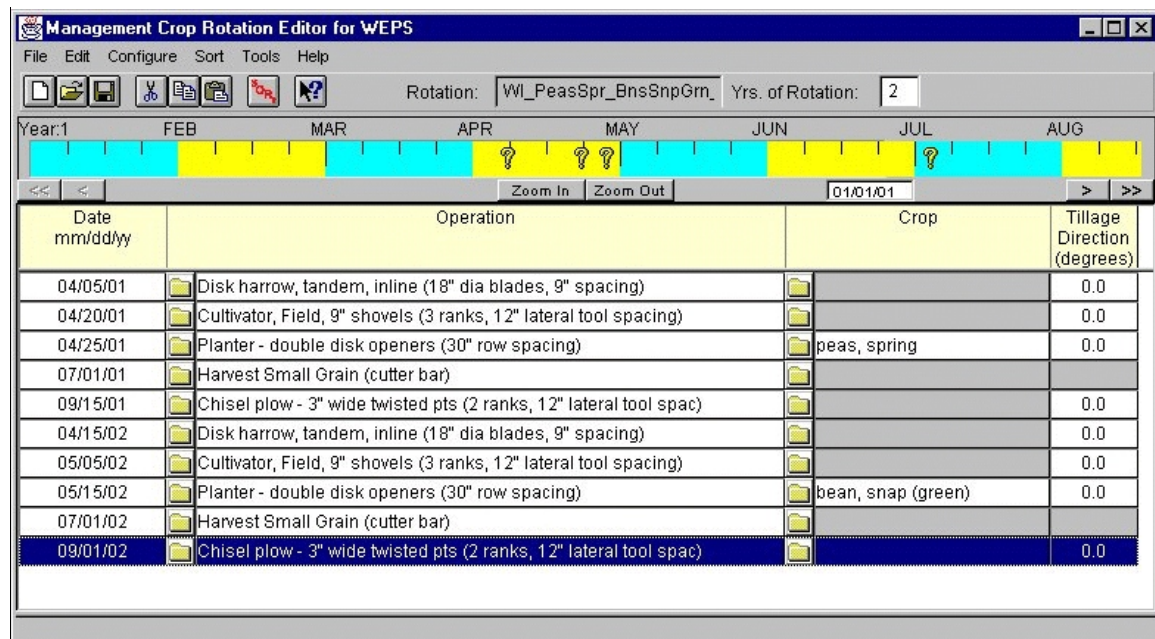 Management Crop Rotation Editor for WEPS
File Edit Configure Sort Tools Help
Rotation: WI_PeasSpr_BnsSnpGrn_ Yrs. of Rotation: 2
Year:1 FEB MAR APR MAY JUN JUL AUG
<< < Zoom In Zoom Out 01/01/01 > >>
Date Operation Crop Tillage
mm/dd/yy Direction
(degrees)
04/05/01 Disk harrow, tandem, inline (18" dia blades, 9" spacing) 0.0
04/20/01 Cultivator, Field, 9" shovels (3 ranks, 12" lateral tool spacing) 0.0
04/25/01 Planter - double disk openers (30" row spacing) peas, spring 0.0
07/01/01 Harvest Small Grain (cutter bar)
09/15/01 Chisel plow - 3" wide twisted pts (2 ranks, 12" lateral tool spac) 0.0
04/15/02 Disk harrow, tandem, inline (18" dia blades, 9" spacing) 0.0
05/05/02 Cultivator, Field, 9" shovels (3 ranks, 12" lateral tool spacing) 0.0
05/15/02 Planter - double disk openers (30" row spacing) bean, snap (green) 0.0
07/01/02 Harvest Small Grain (cutter bar)
09/01/02 Chisel plow - 3" wide twisted pts (2 ranks, 12" lateral tool spac) 0.0